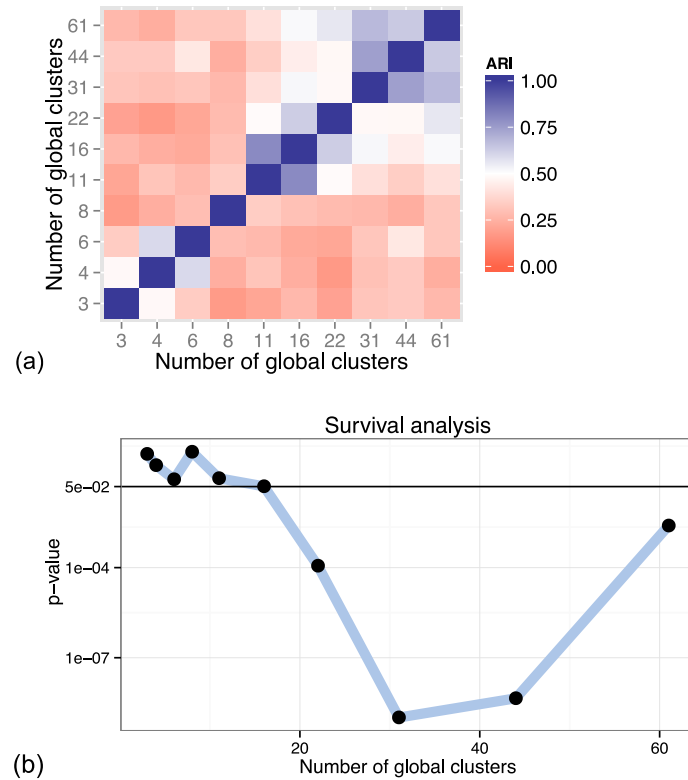 61
44
31
22
16
11
8
6
4
3
Number of global clusters
3 4 6 8 11 16 22 31 44 61
Number of global clusters
ARI
1.00
0.75
0.50
0.25
0.00
(a)
Survival analysis
5e−02
1e−04
1e−07
p−value
20 40 60
Number of global clusters
(b)